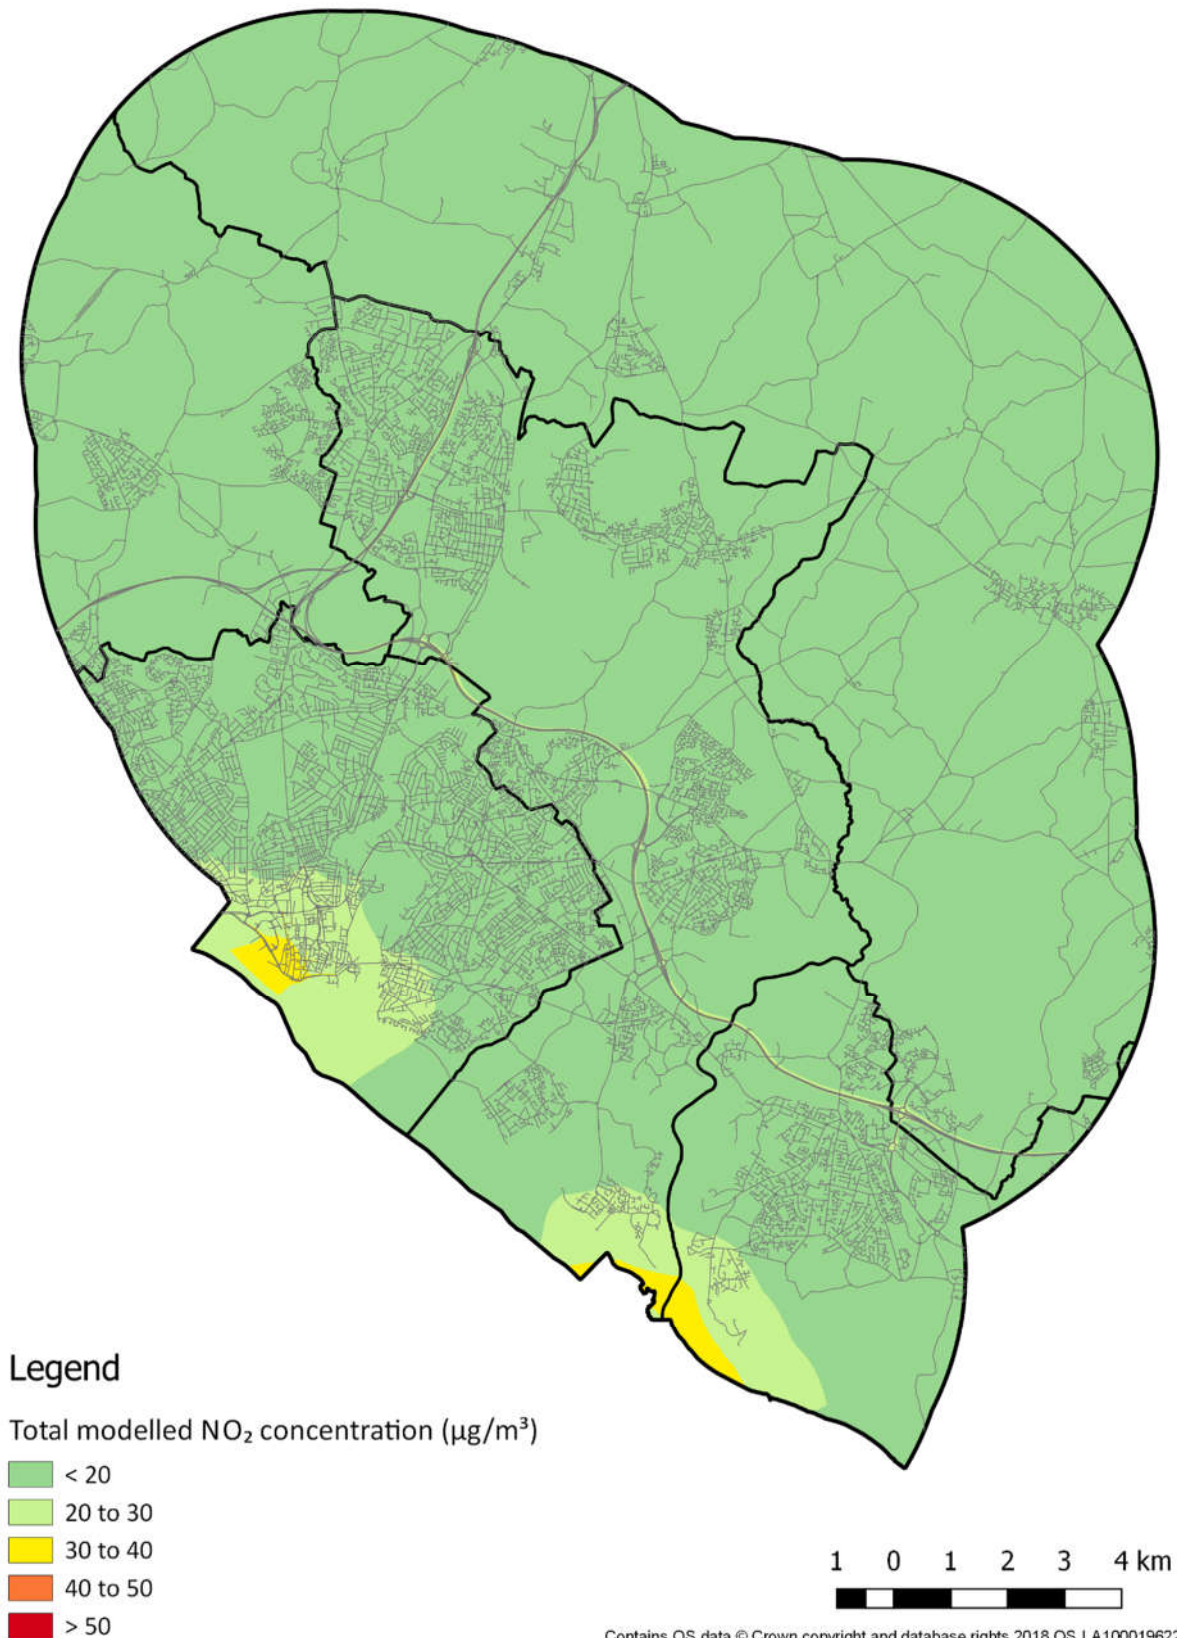 Legend
Total modelled NO₂ concentration (µg/m³)
< 20
20 to 30
30 to 40
40 to 50
> 50
1 0 1 2 3 4 km
Contains OS data © Crown copyright and database rights 2018 OS LA100019622